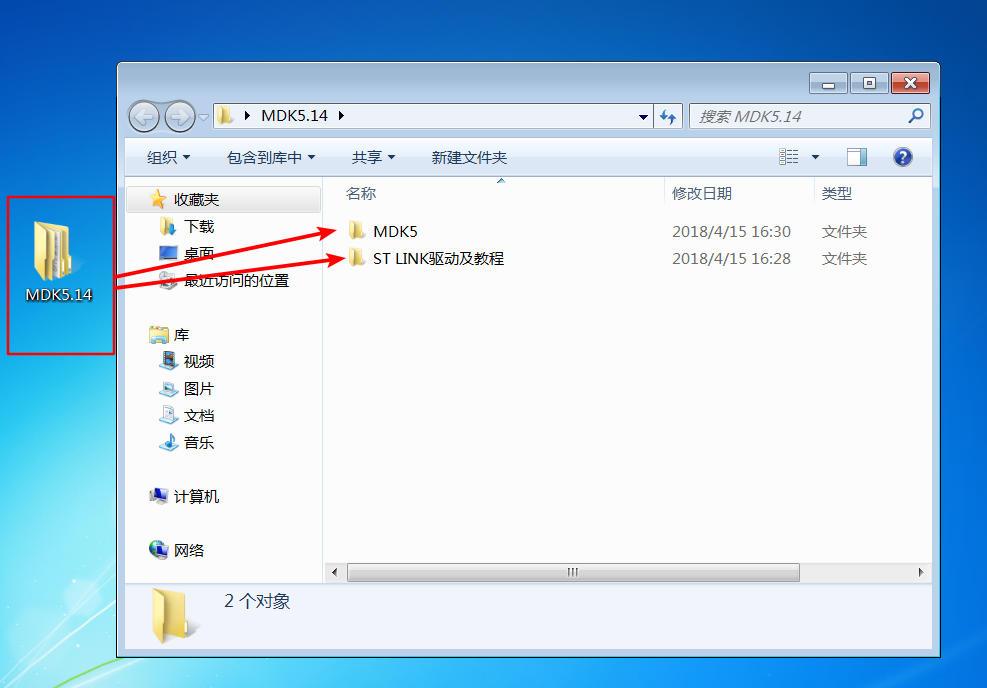 MDK5.14
MDK5.14
搜索 MDK5.14
组织 包含到库中 共享 新建文件夹
名称 修改日期 类型
收藏夹
下载
桌面
最近访问的位置
库
视频
图片
文档
音乐
计算机
网络
MDK5 2018/4/15 16:30 文件夹
ST LINK驱动及教程 2018/4/15 16:28 文件夹
2 个对象